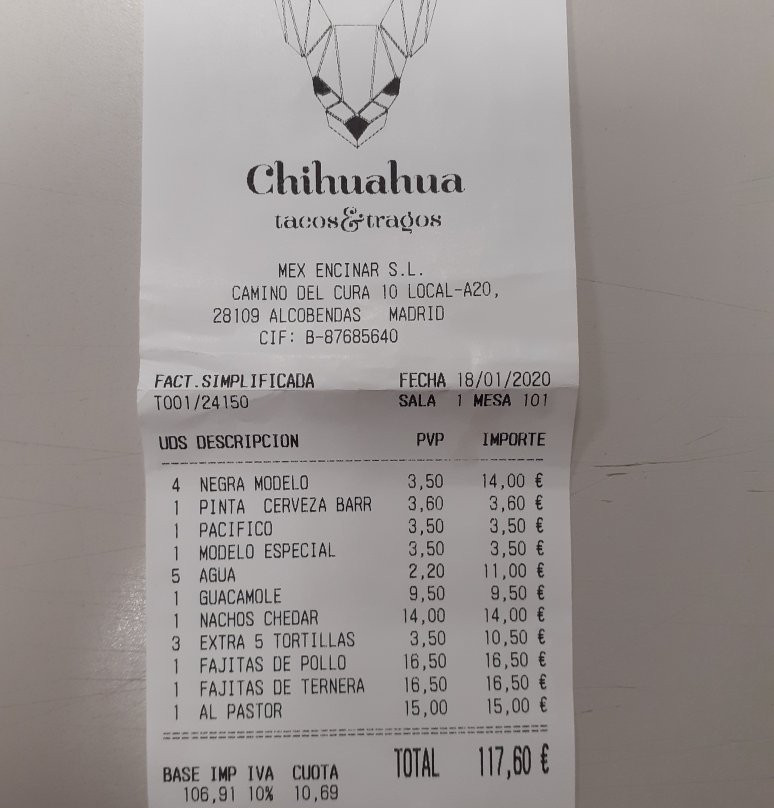 Chihuahua
tacos&tragos
MEX ENCINAR S.L.
CAMINO DEL CURA 10 LOCAL-A20,
28109 ALCOBENDAS MADRID
CIF: B-87685640
FACT.SIMPLIFICADA FECHA 18/01/2020
T001/24150 SALA 1 MESA 101
UDS DESCRIPCION PVP IMPORTE
4 NEGRA MODELO 3,50 14,00 €
1 PINTA CERVEZA BARR 3,60 3,60 €
1 PACIFICO 3,50 3,50 €
1 MODELO ESPECIAL 3,50 3,50 €
5 AGUA 2,20 11,00 €
1 GUACAMOLE 9,50 9,50 €
1 NACHOS CHEDAR 14,00 14,00 €
3 EXTRA 5 TORTILLAS 3,50 10,50 €
1 FAJITAS DE POLLO 16,50 16,50 €
1 FAJITAS DE TERNERA 16,50 16,50 €
1 AL PASTOR 15,00 15,00 €
TOTAL 117,60 €
BASE IMP IVA CUOTA
106,91 10% 10,69